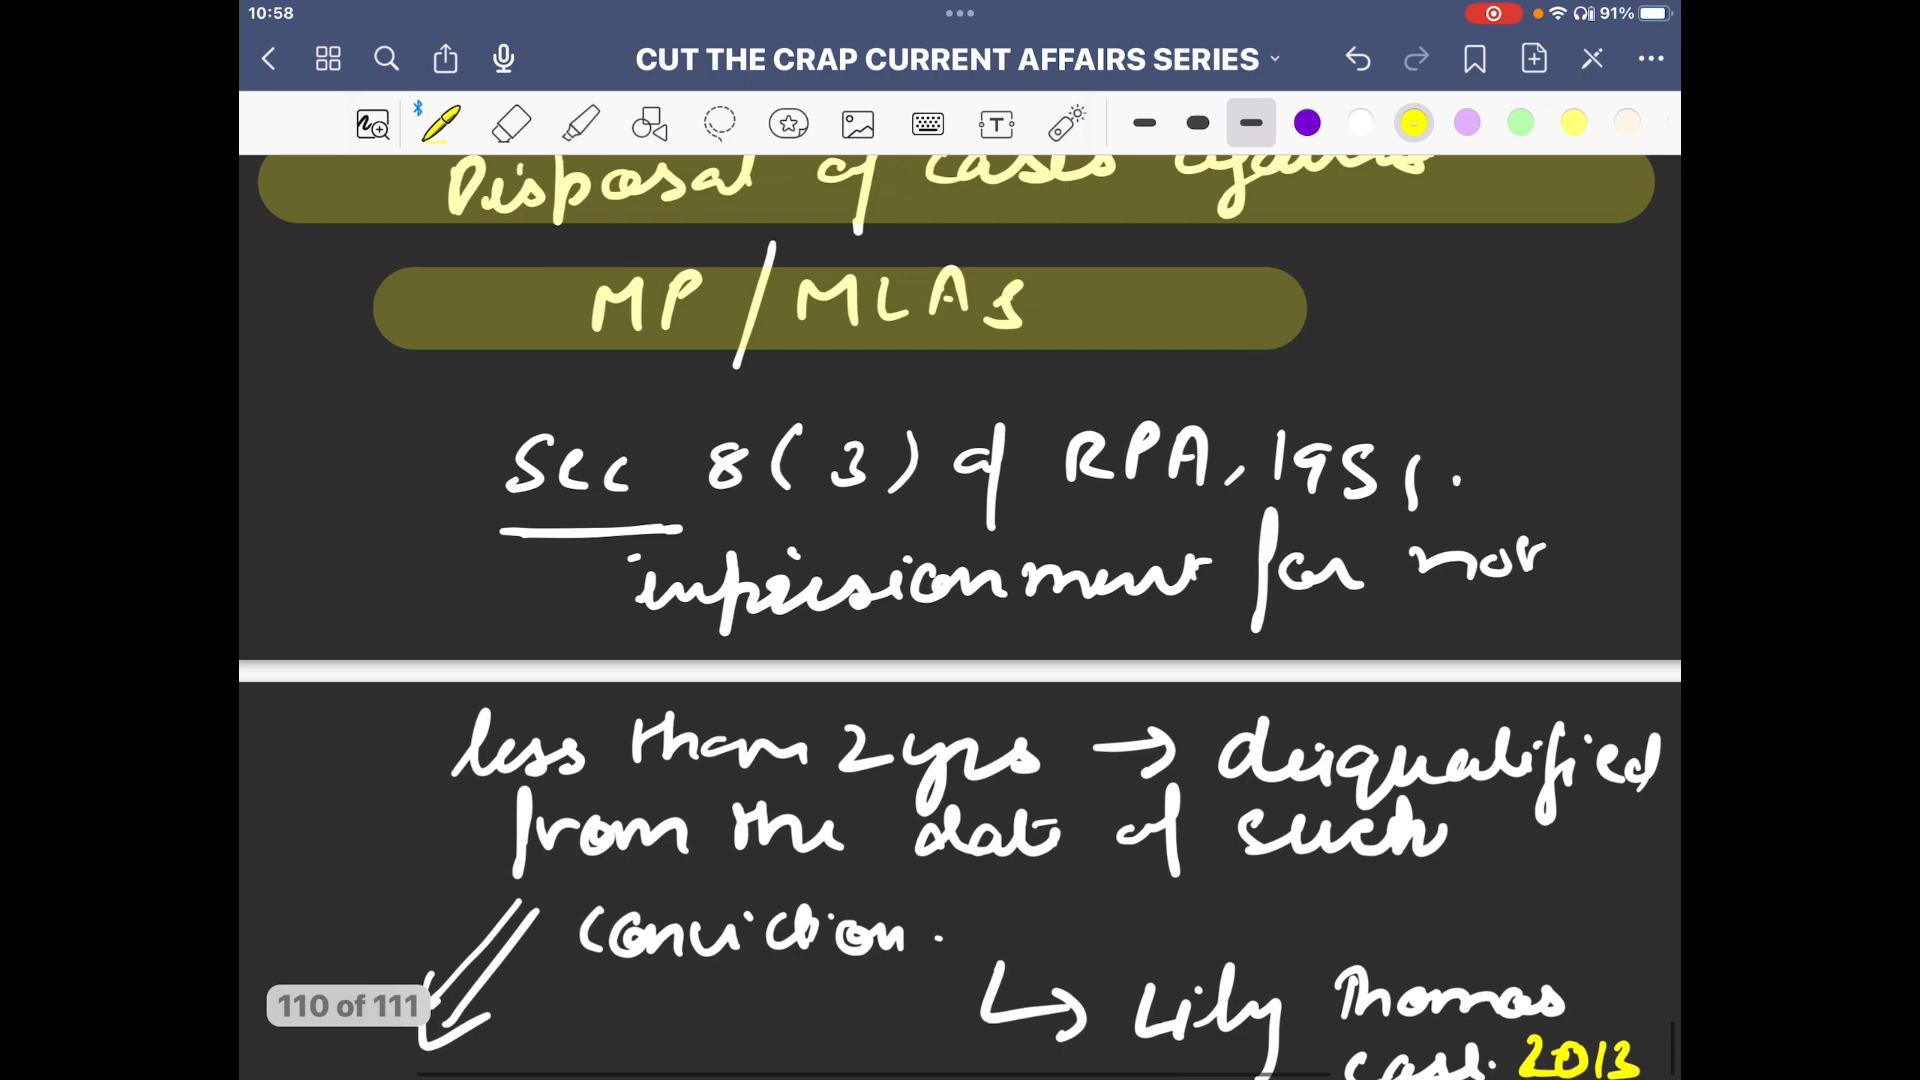 10:58
91%
CUT THE CRAP CURRENT AFFAIRS SERIES
Disposal of cases against
MP/MLAs
Sec 8(3) of RPA, 1951.
imprisionment for not
less than 2 yrs → disqualified
from the date of such
conviction.
↳ Lily Thomas
case. 2013
110 of 111